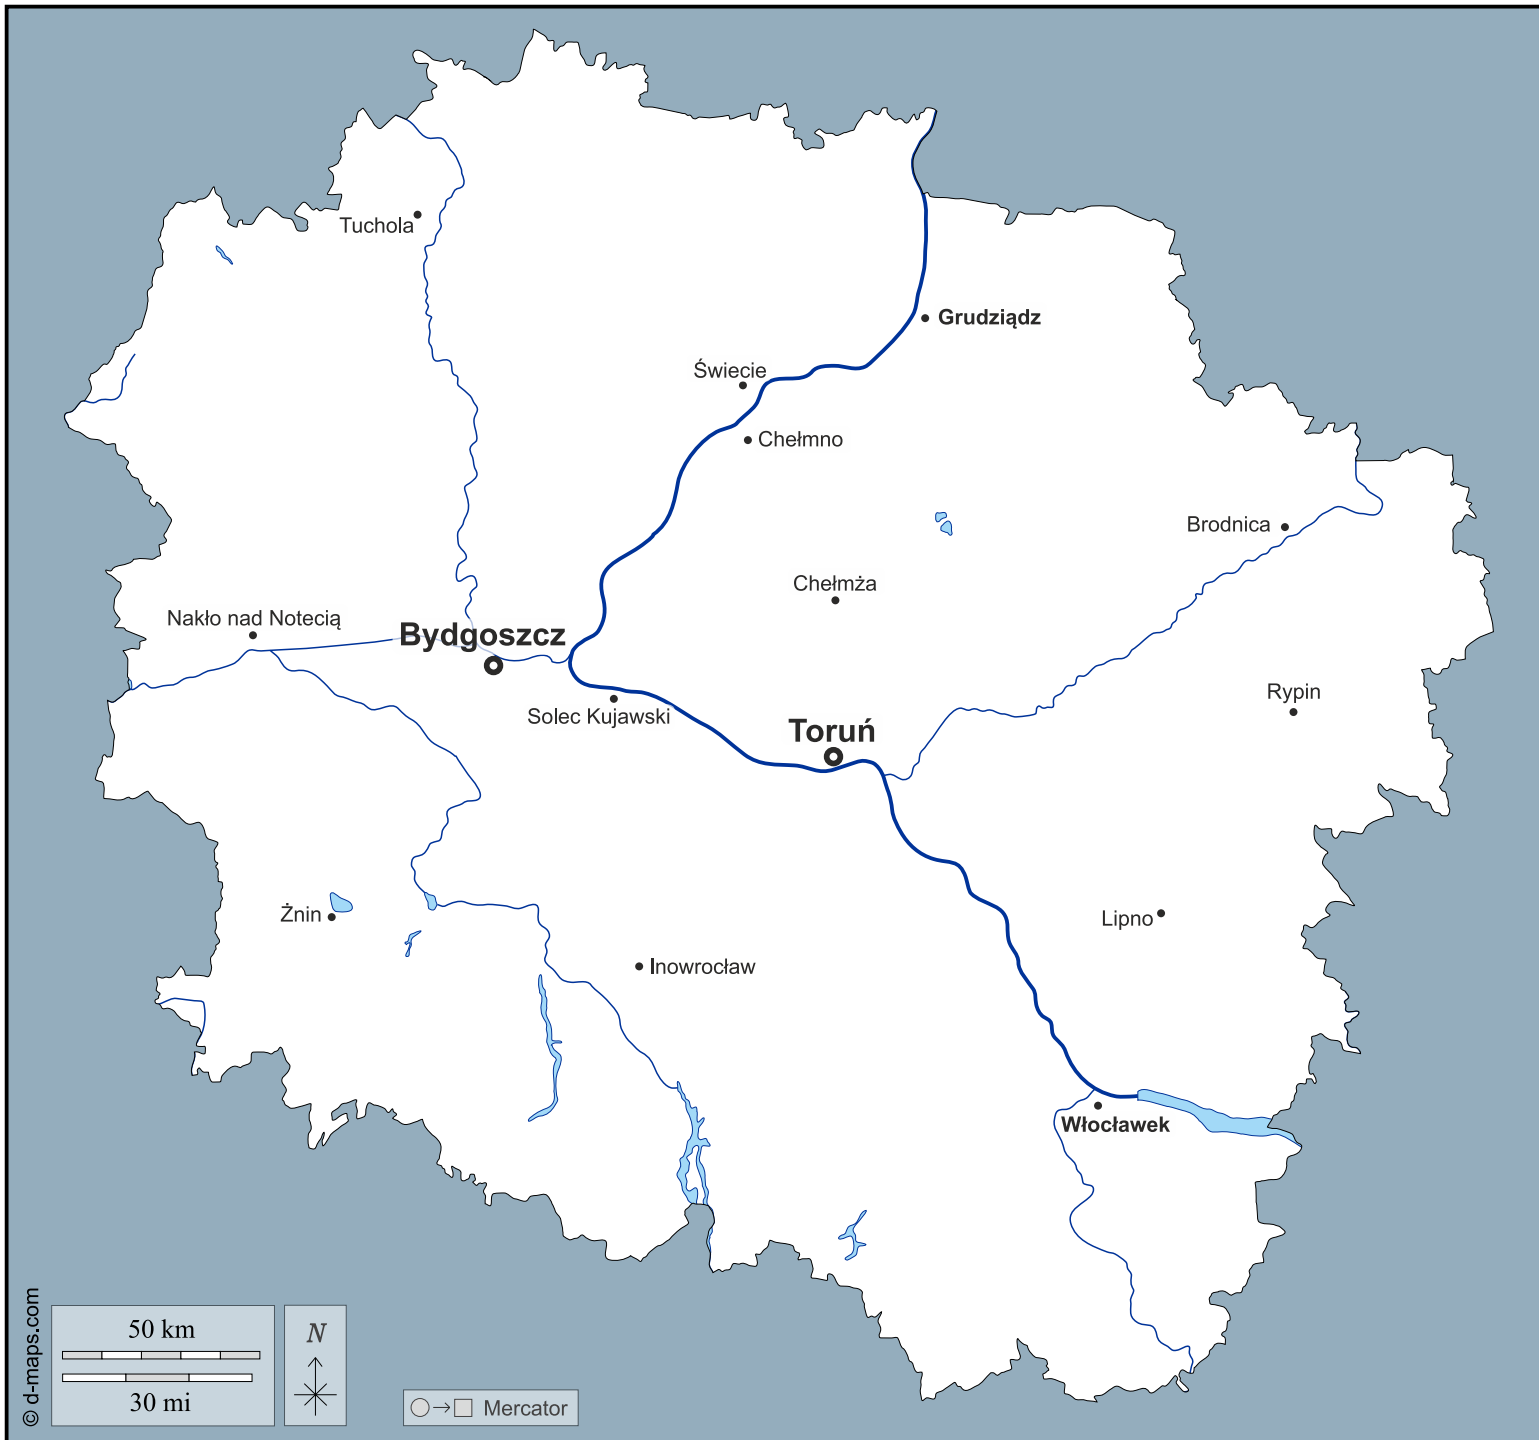 Tuchola
Grudziądz
Świecie
Chełmno
Brodnica
Chełmża
Nakło nad Notecią
Bydgoszcz
Rypin
Solec Kujawski
Toruń
Żnin
Lipno
Inowrocław
Włocławek
© d-maps.com
50 km
30 mi
N
Mercator